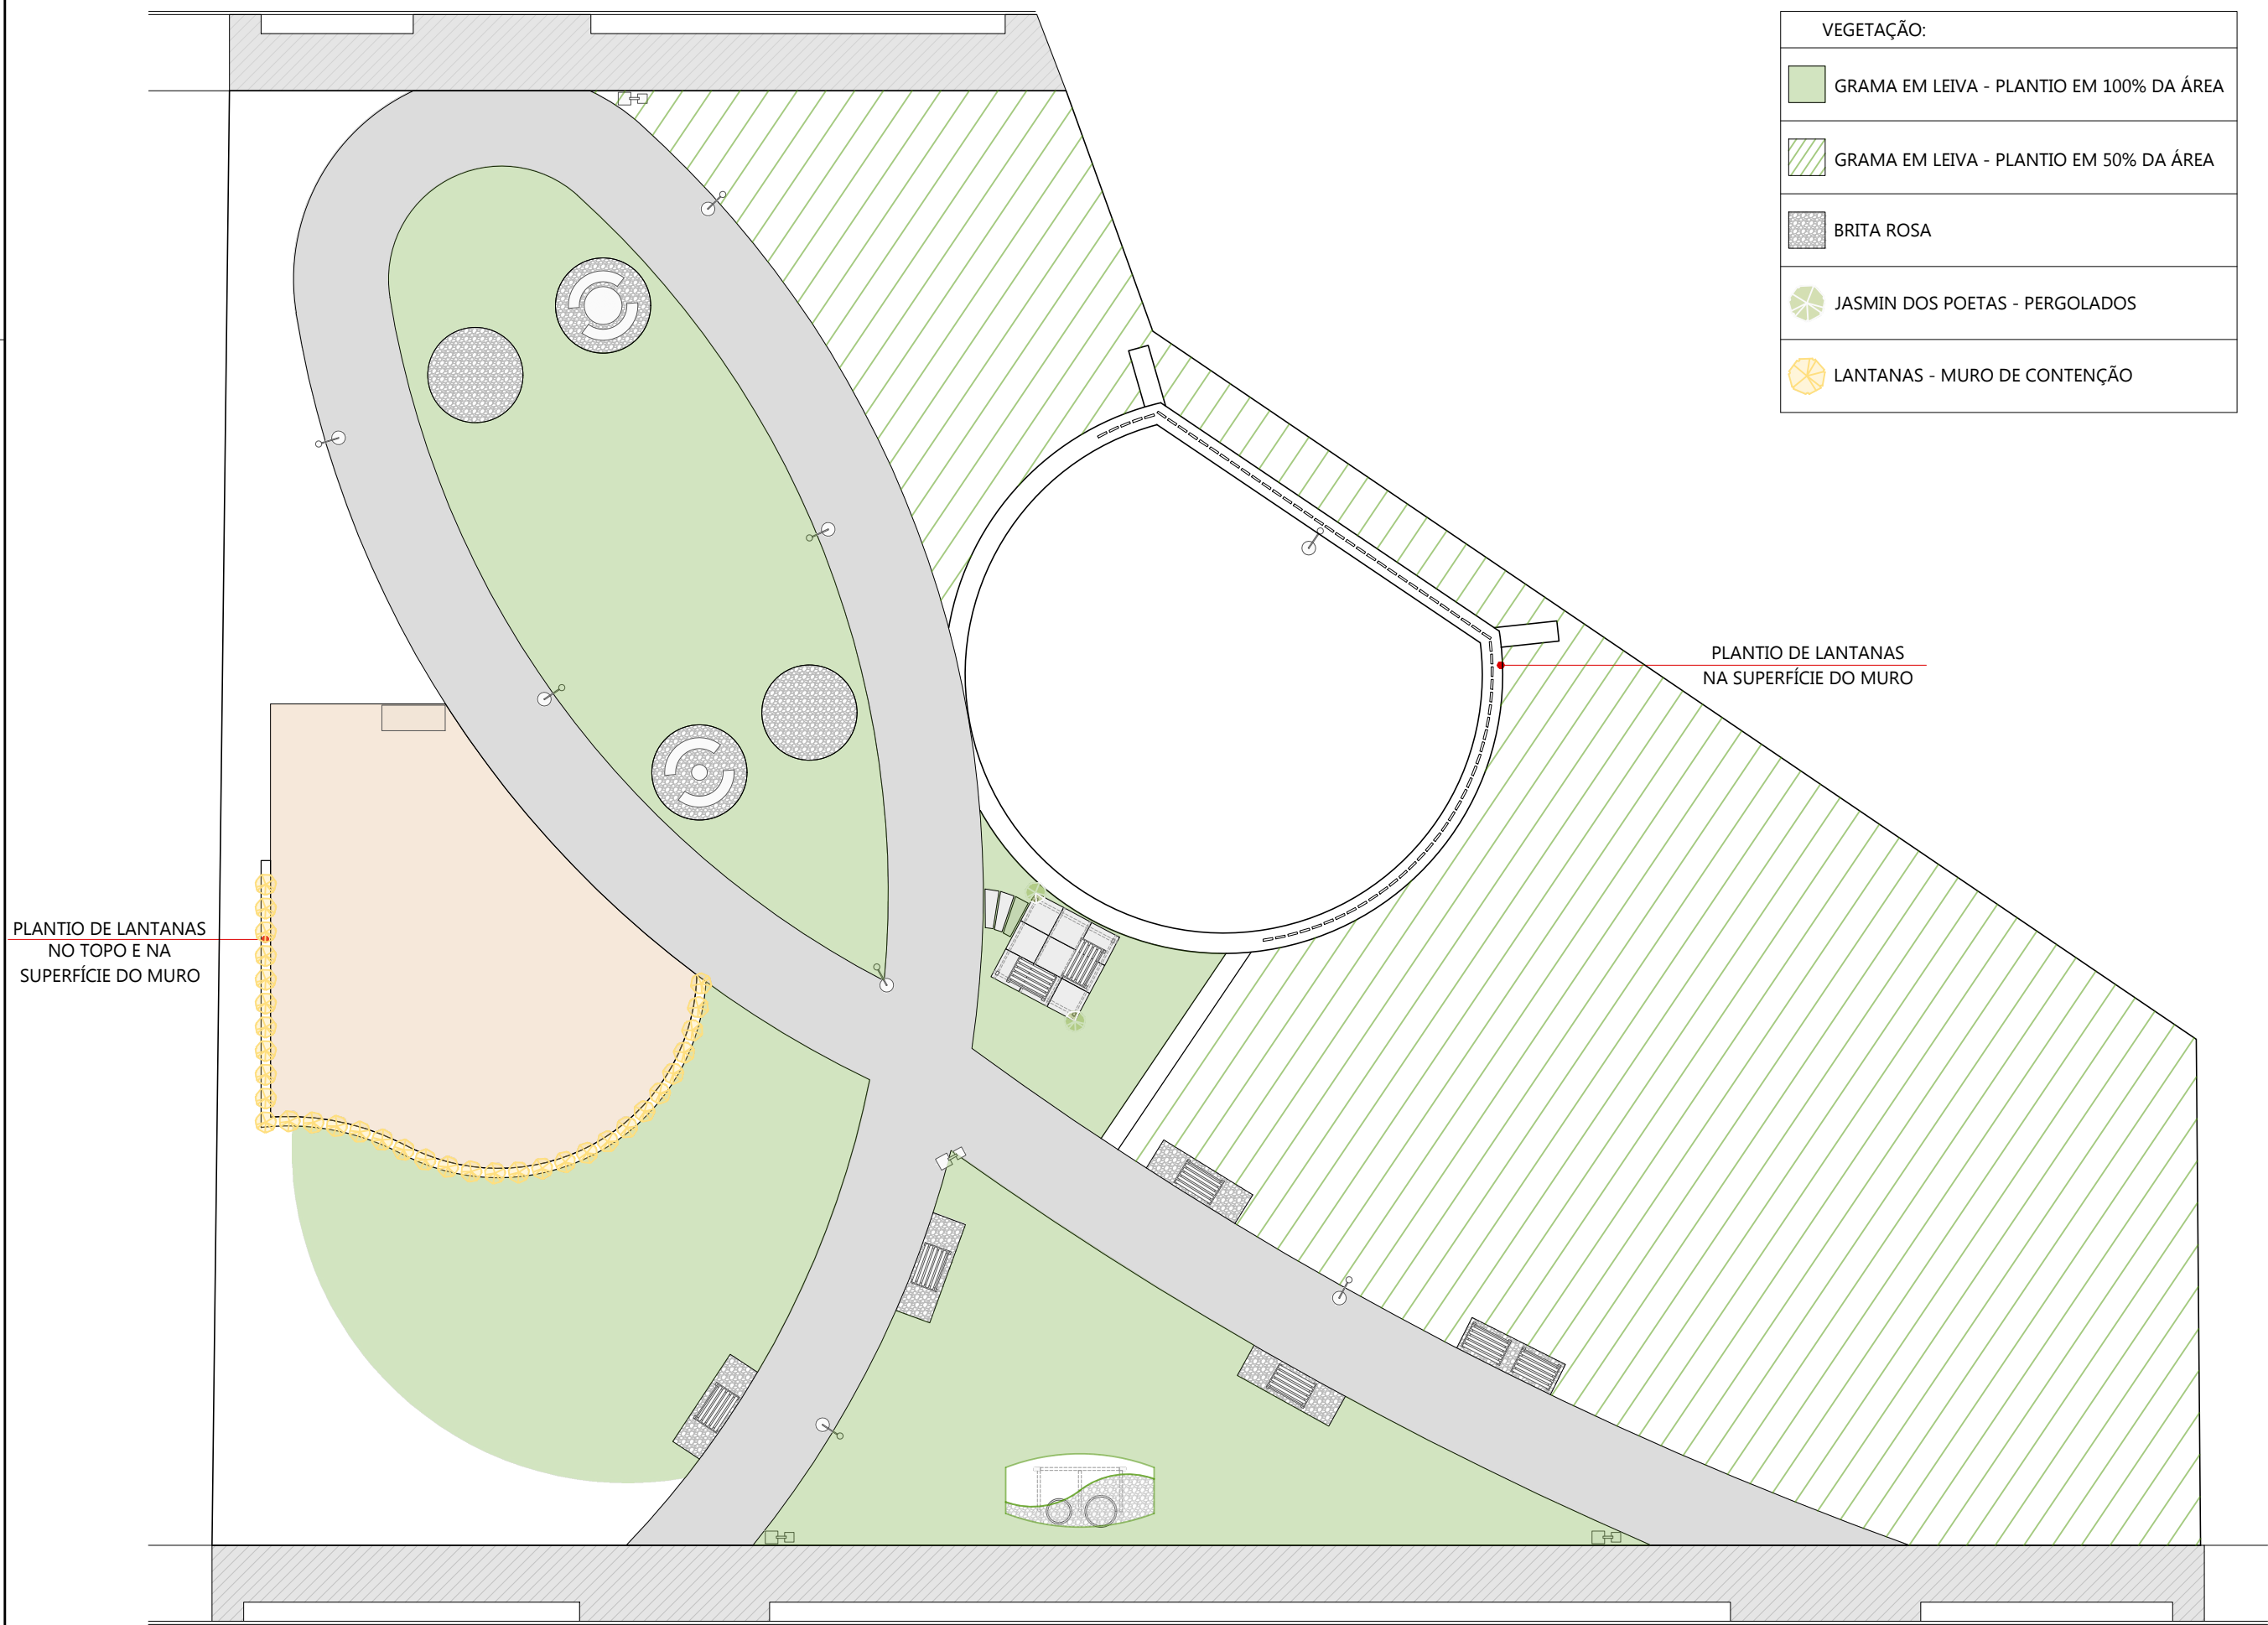 VEGETAÇÃO:
GRAMA EM LEIVA - PLANTIO EM 100% DA ÁREA
GRAMA EM LEIVA - PLANTIO EM 50% DA ÁREA
BRITA ROSA
JASMIN DOS POETAS - PERGOLADOS
LANTANAS - MURO DE CONTENÇÃO
PLANTIO DE LANTANAS
NA SUPERFÍCIE DO MURO
PLANTIO DE LANTANAS
NO TOPO E NA
SUPERFÍCIE DO MURO